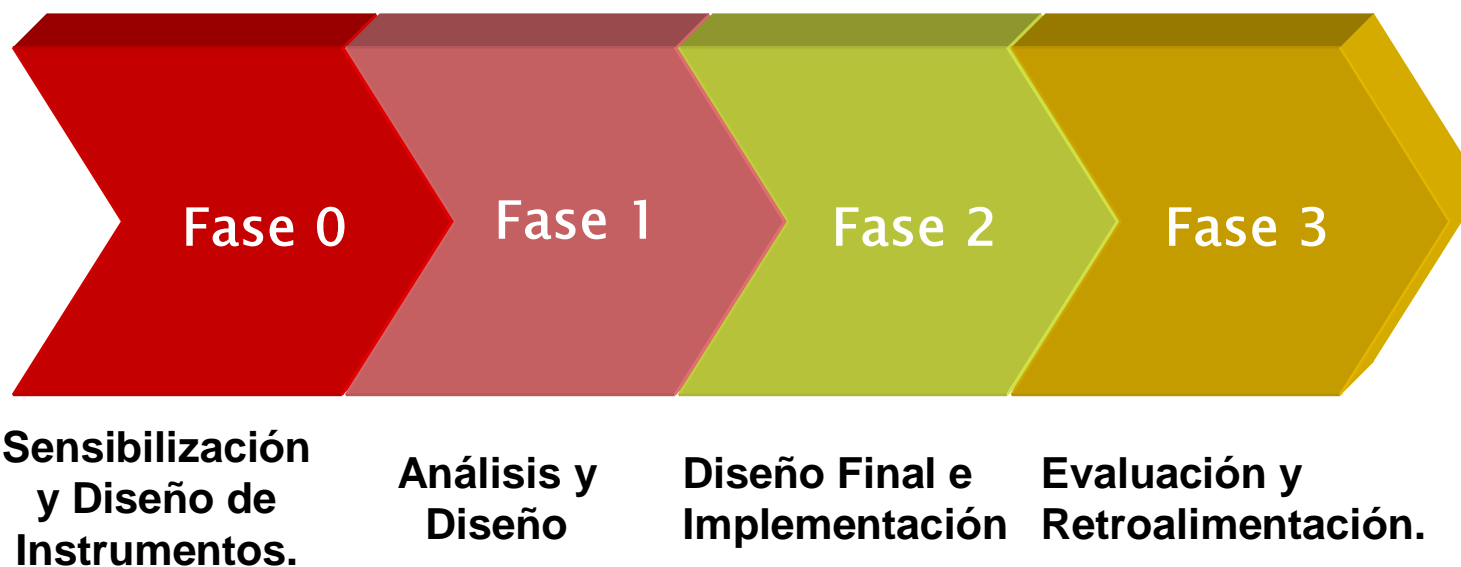 Fase 0
Fase 1
Fase 2
Fase 3
Sensibilización
y Diseño de
Instrumentos.
Análisis y
Diseño
Diseño Final e
Implementación
Evaluación y
Retroalimentación.